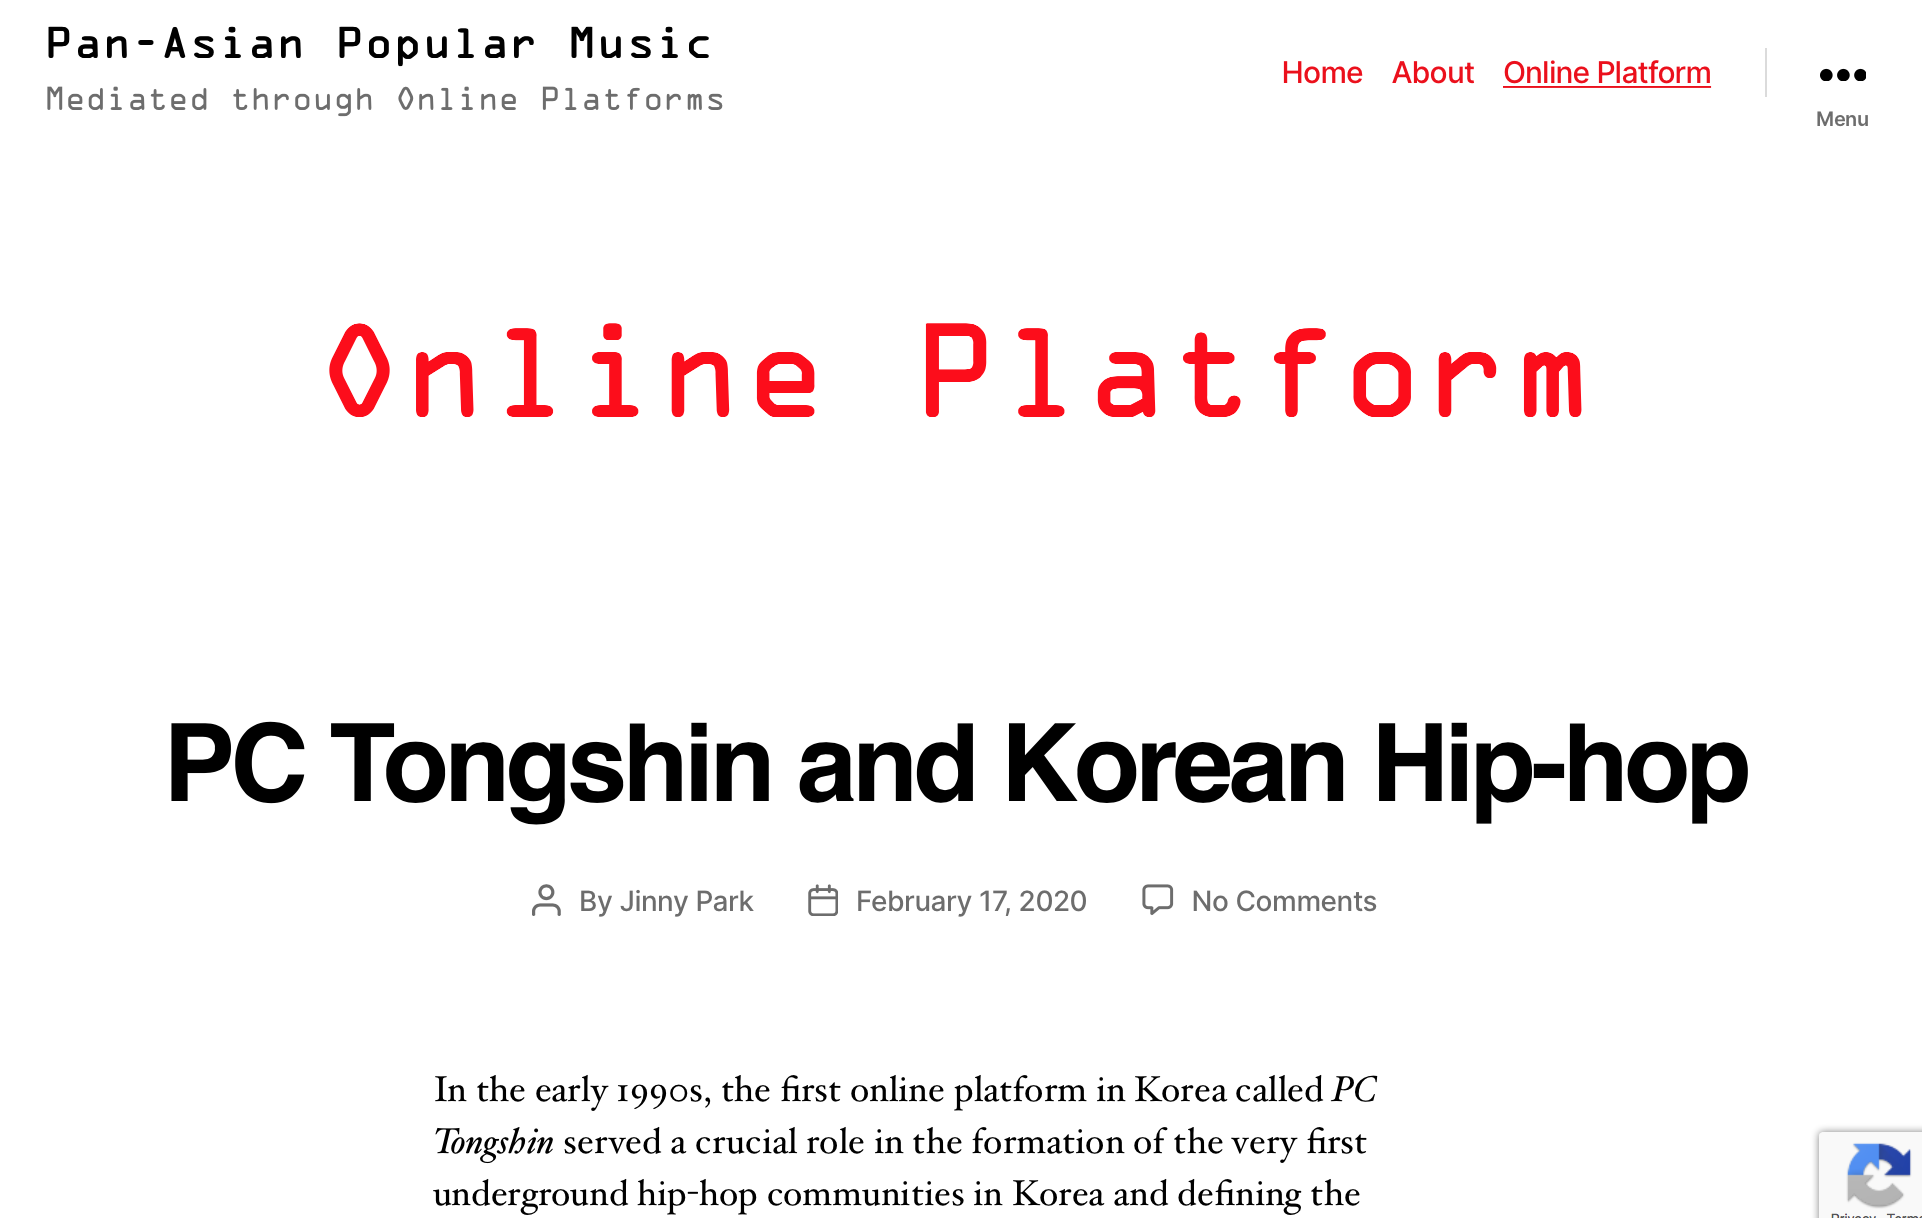 Pan-Asian Popular Music
Mediated through Online Platforms
Home About Online Platform
Menu
Online Platform
PC Tongshin and Korean Hip-hop
By Jinny Park February 17, 2020 No Comments
In the early 1990s, the first online platform in Korea called PC
Tongshin served a crucial role in the formation of the very first
underground hip-hop communities in Korea and defining the